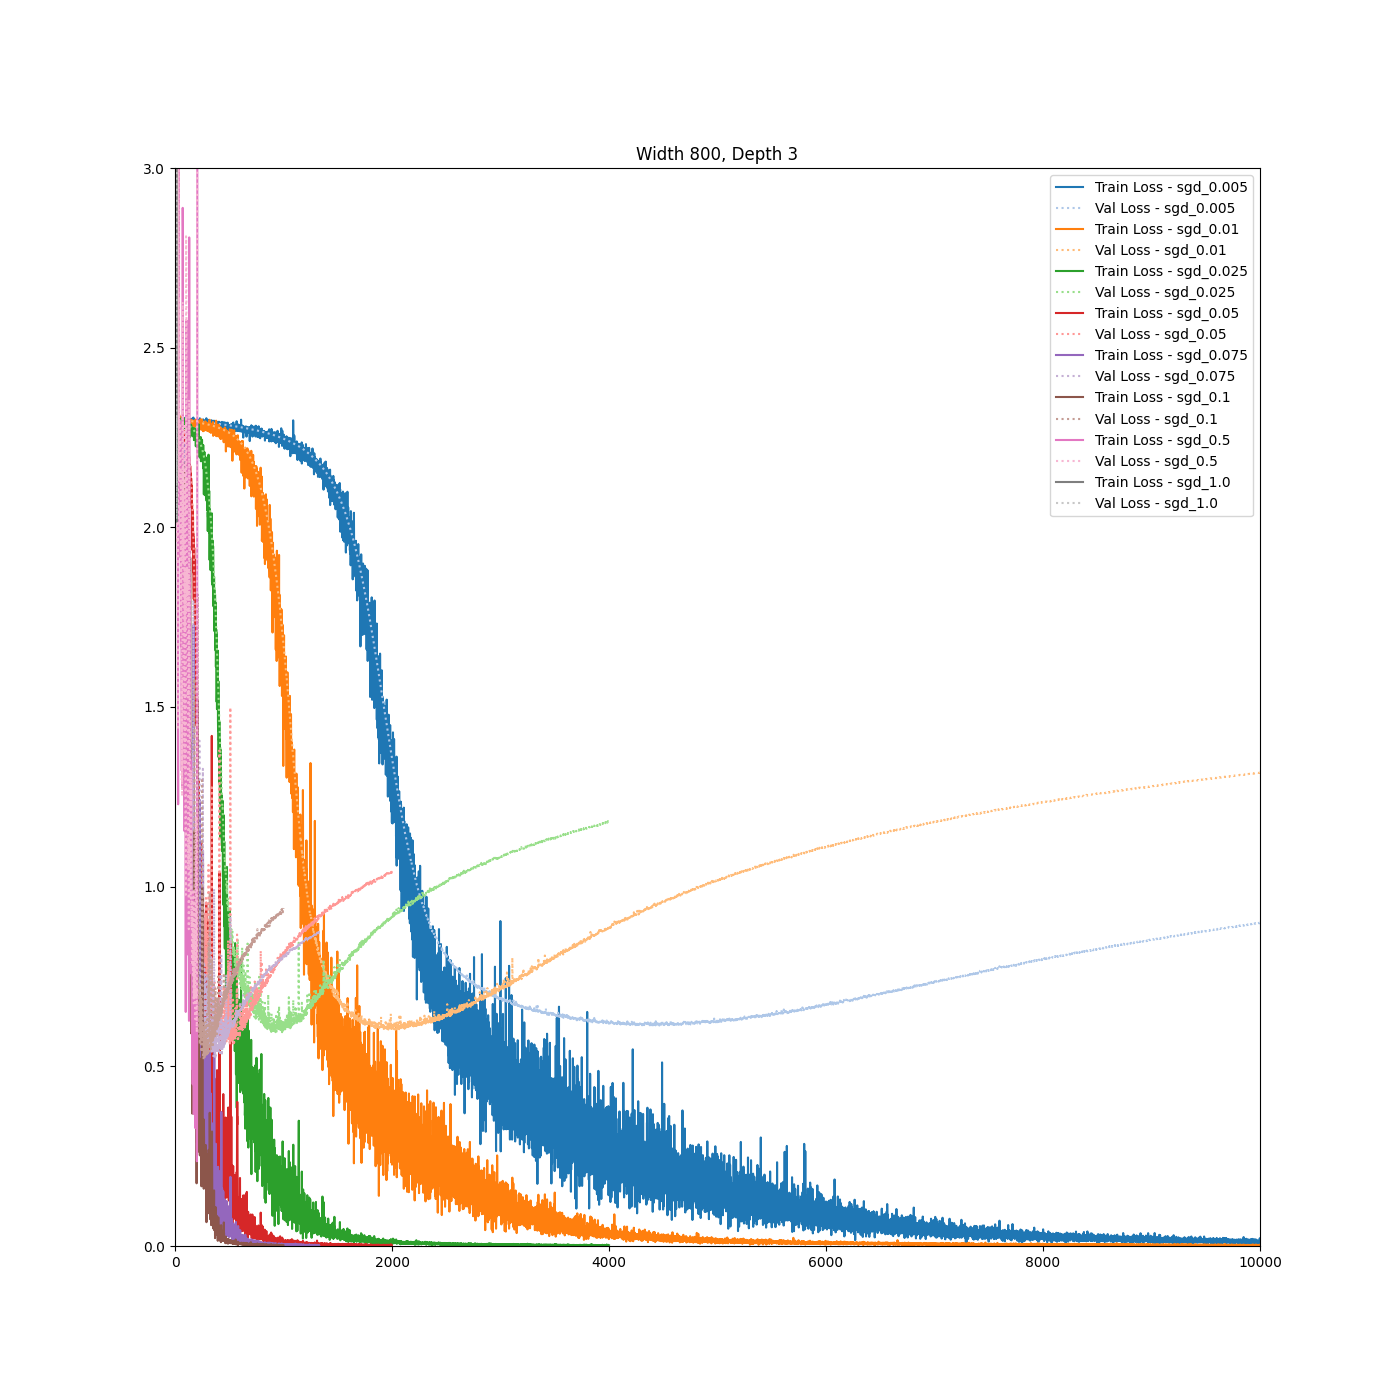 Width 800, Depth 3
3.0
2.5
2.0
1.5
1.0
0.5
0.0
0
2000
4000
6000
8000
10000
Train Loss - sgd_0.005
Val Loss - sgd_0.005
Train Loss - sgd_0.01
Val Loss - sgd_0.01
Train Loss - sgd_0.025
Val Loss - sgd_0.025
Train Loss - sgd_0.05
Val Loss - sgd_0.05
Train Loss - sgd_0.075
Val Loss - sgd_0.075
Train Loss - sgd_0.1
Val Loss - sgd_0.1
Train Loss - sgd_0.5
Val Loss - sgd_0.5
Train Loss - sgd_1.0
Val Loss - sgd_1.0